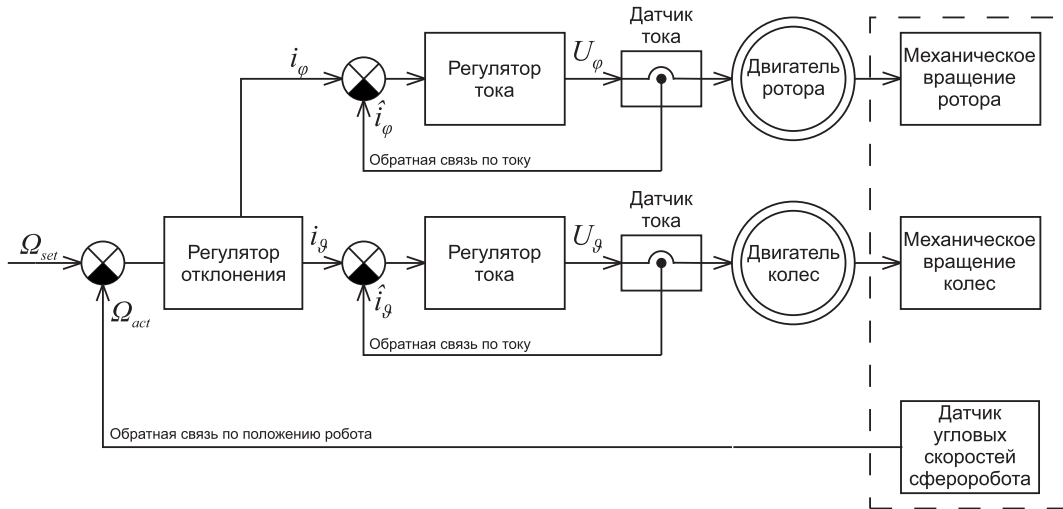 Датчик
тока
i_φ
Регулятор
тока
U_φ
Двигатель
ротора
Механическое
вращение
ротора
î_φ
Обратная связь по току
Датчик
тока
Ω_set
Регулятор
отклонения
i_ϑ
Регулятор
тока
U_ϑ
Двигатель
колес
Механическое
вращение
колес
î_ϑ
Ω_act
Обратная связь по току
Датчик
угловых
скоростей
сфероробота
Обратная связь по положению робота